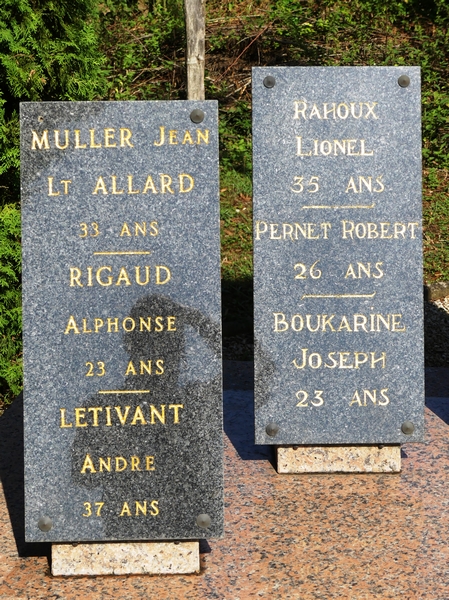 MULLER JEAN
LT ALLARD
33 ANS
RIGAUD
ALPHONSE
23 ANS
LETIVANT
ANDRE
37 ANS
RAHOUX
LIONEL
35 ANS
PERNET ROBERT
26 ANS
BOUKARINE
JOSEPH
23 ANS